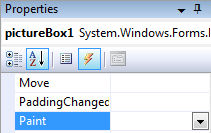 Properties
pictureBox1 System.Windows.Forms.
Move
PaddingChanged
Paint